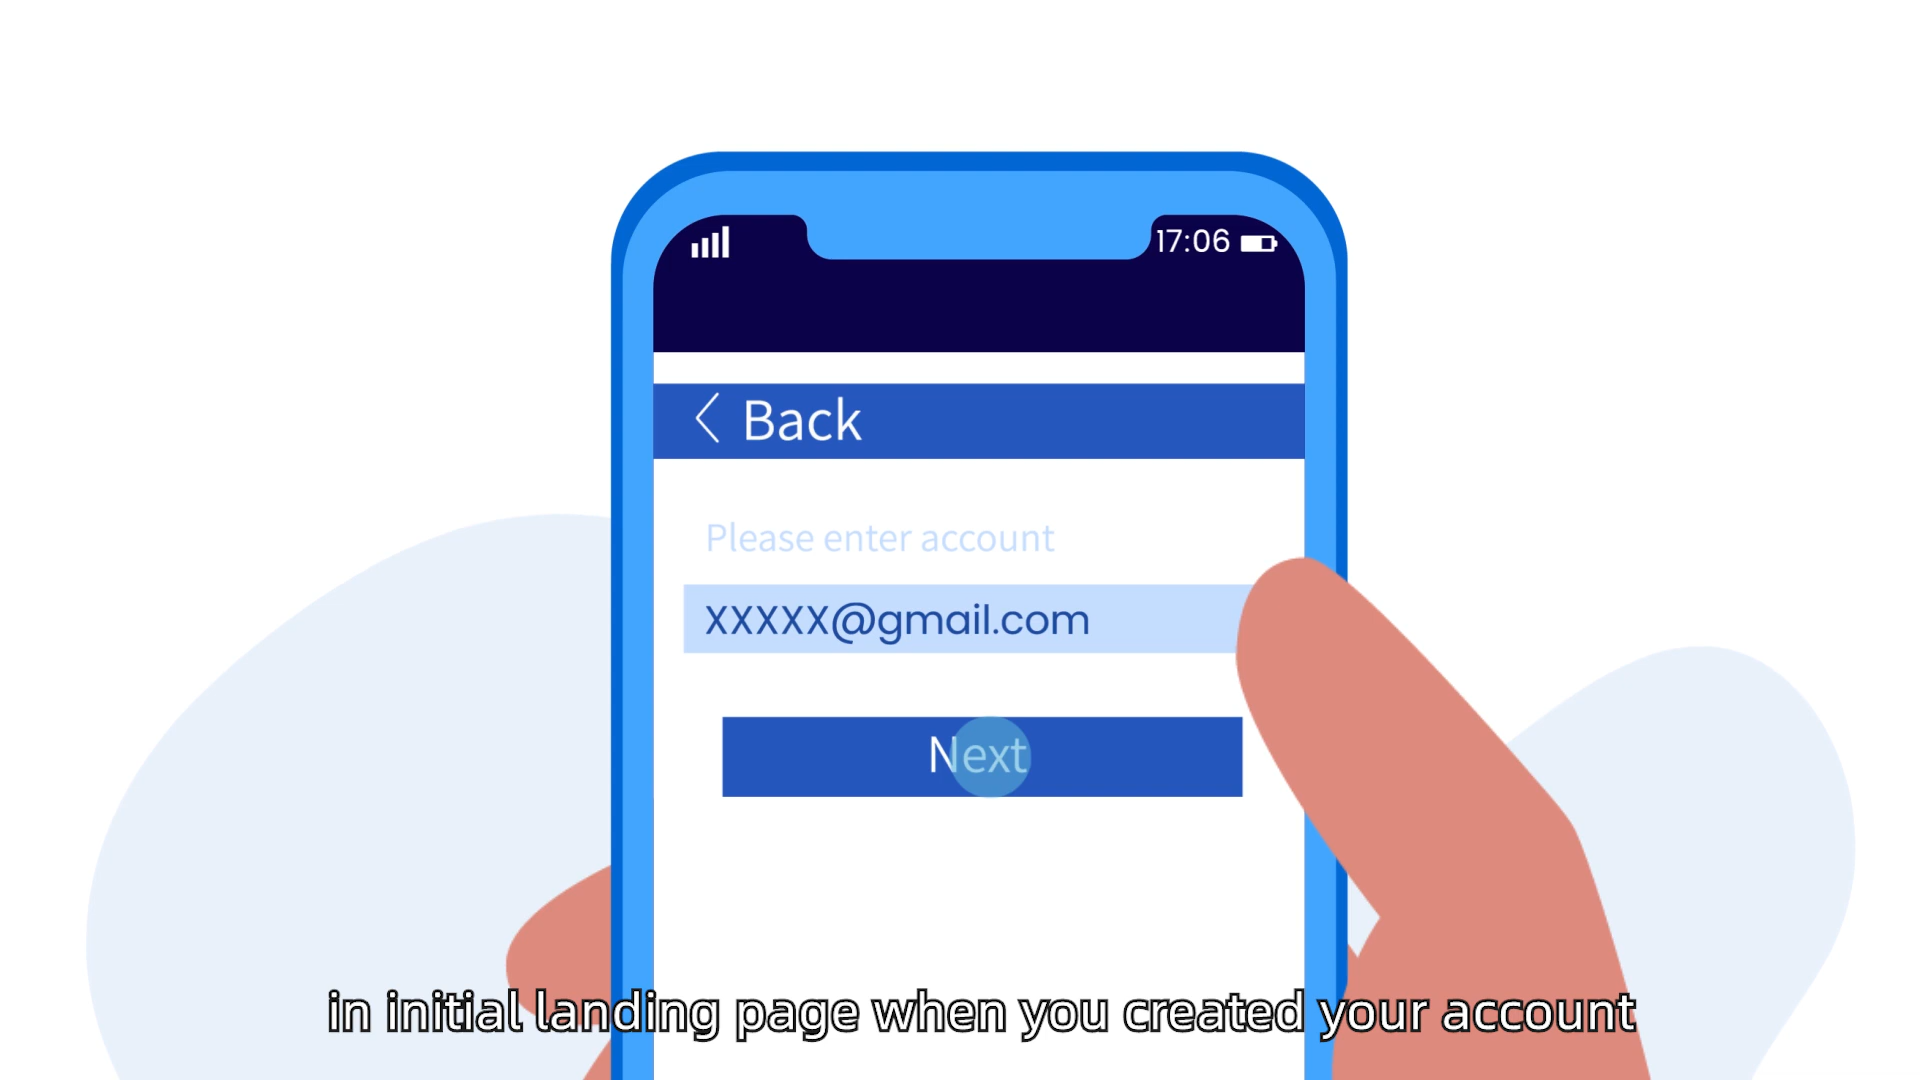 17:06
Back
Please enter account
XXXXX@gmail.com
Next
in initial landing page when you created your account